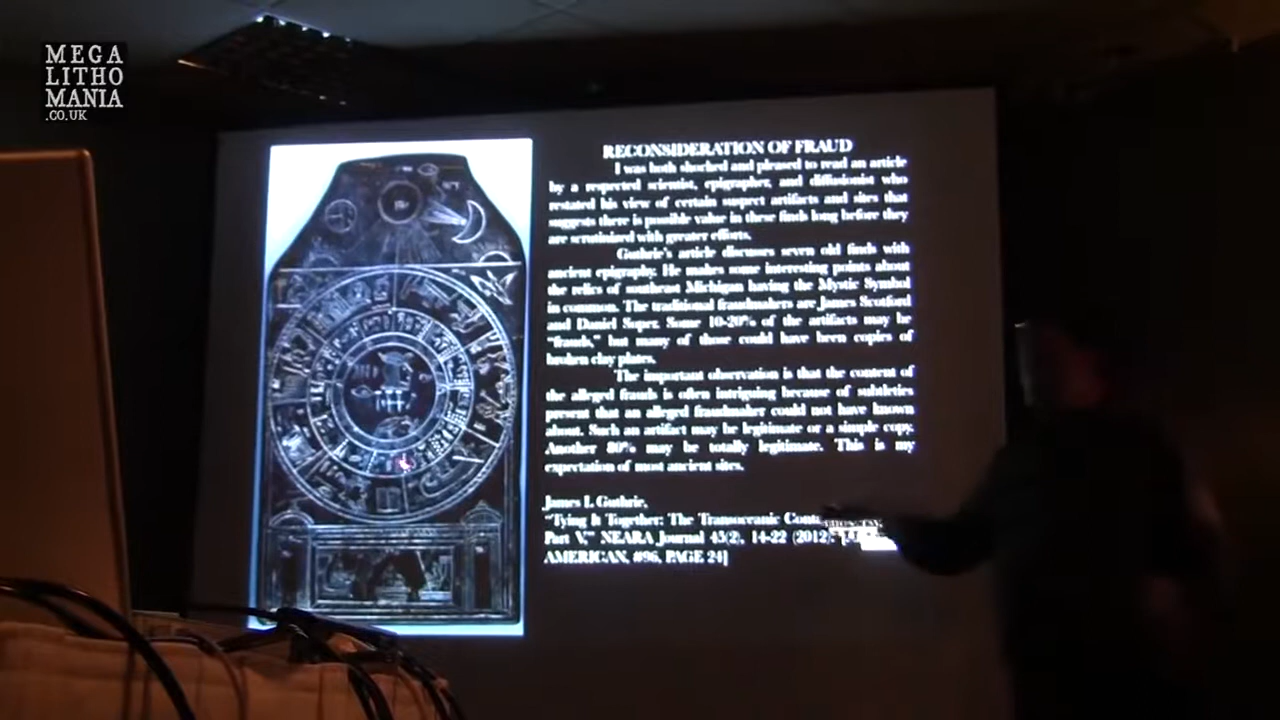 MEGA
LITHO
MANIA
.CO.UK
RECONSIDERATION OF FRAUD
I was both shocked and pleased to read an article
by a respected scientist, epigrapher, and diffusionist who
restated his view of certain suspect artifacts and sites that
suggests there is possible value in these finds long before they
are scrutinized with greater efforts.
Guthrie's article discusses seven old finds with
ancient epigraphy. He makes some interesting points about
the relics of southeast Michigan having the Mystic Symbol
in common. The traditional fraudmakers are James Scotford
and Daniel Soper. Some 10-20% of the artifacts may be
"frauds," but many of those could have been copies of
broken clay plates.
The important observation is that the content of
the alleged frauds is often intriguing because of subtleties
present that an alleged fraudmaker could not have known
about. Such an artifact may be legitimate or a simple copy.
Another 80% may be totally legitimate. This is my
expectation of most ancient sites.
James L Guthrie,
"Tying It Together: The Transoceanic
Part V," NEARA Journal 45(2), 14-22 (2012).
AMERICAN, #96, PAGE 24]